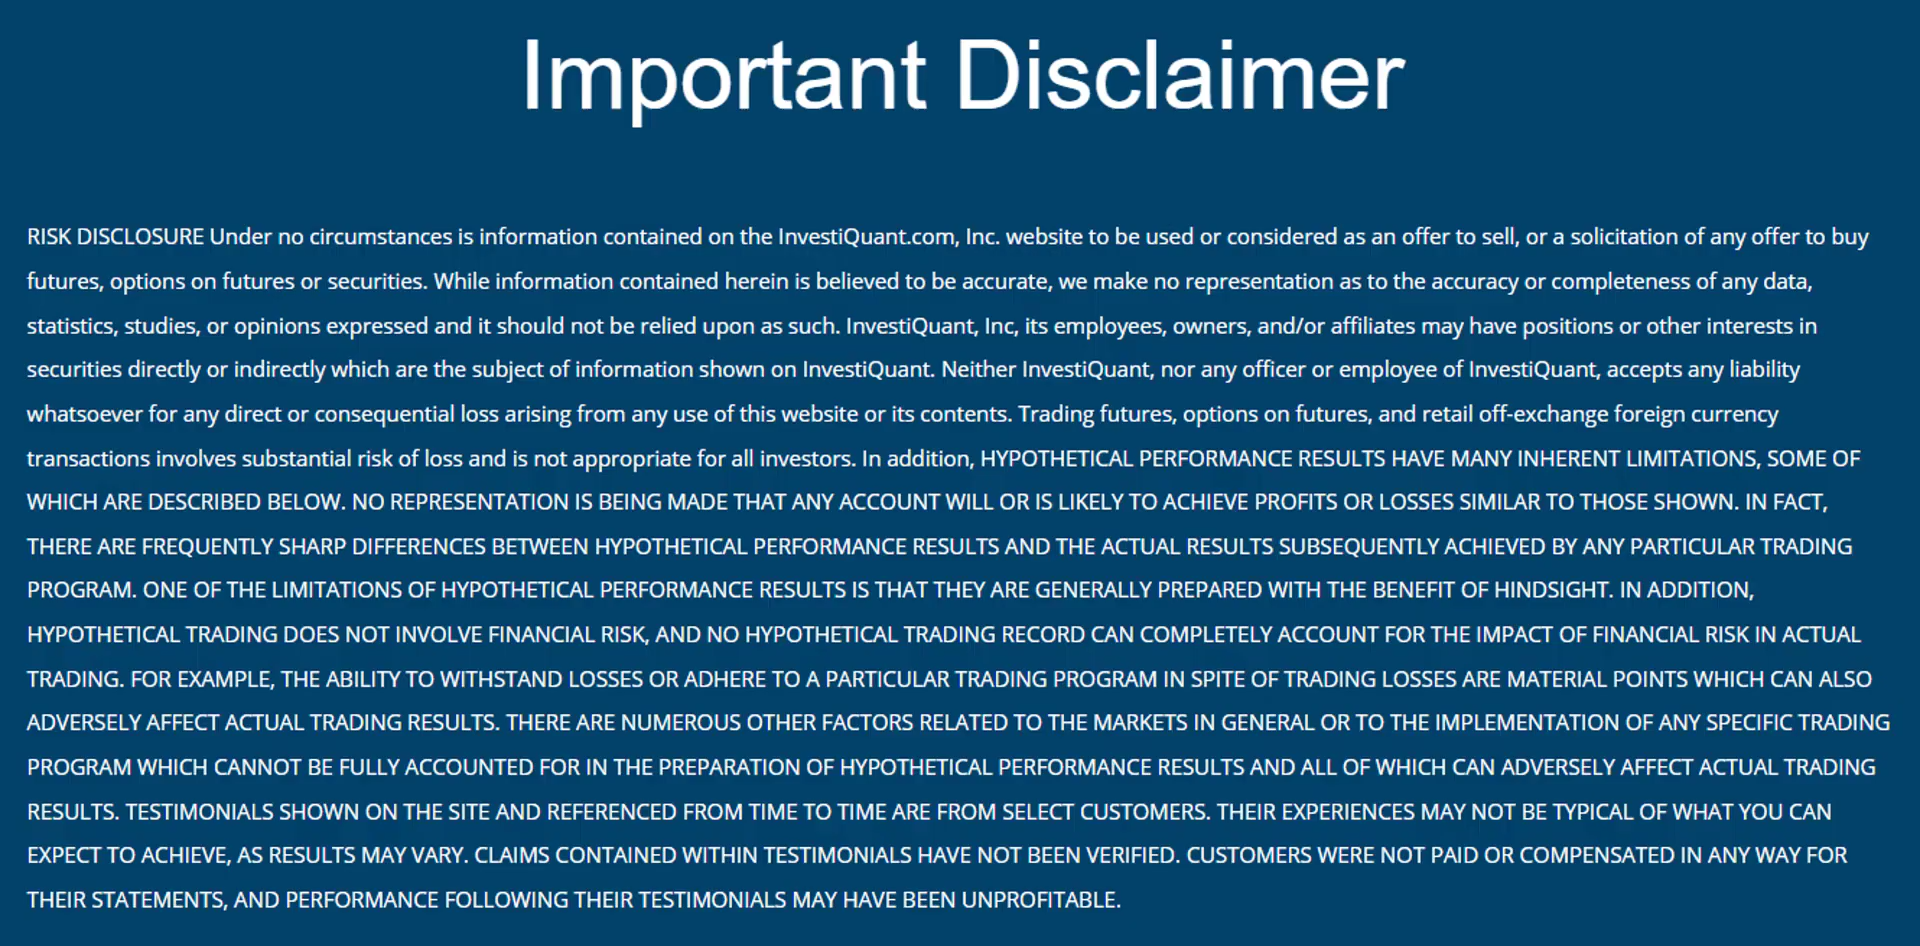 Important Disclaimer
RISK DISCLOSURE Under no circumstances is information contained on the InvestiQuant.com, Inc. website to be used or considered as an offer to sell, or a solicitation of any offer to buy
futures, options on futures or securities. While information contained herein is believed to be accurate, we make no representation as to the accuracy or completeness of any data,
statistics, studies, or opinions expressed and it should not be relied upon as such. InvestiQuant, Inc, its employees, owners, and/or affiliates may have positions or other interests in
securities directly or indirectly which are the subject of information shown on InvestiQuant. Neither InvestiQuant, nor any officer or employee of InvestiQuant, accepts any liability
whatsoever for any direct or consequential loss arising from any use of this website or its contents. Trading futures, options on futures, and retail off-exchange foreign currency
transactions involves substantial risk of loss and is not appropriate for all investors. In addition, HYPOTHETICAL PERFORMANCE RESULTS HAVE MANY INHERENT LIMITATIONS, SOME OF
WHICH ARE DESCRIBED BELOW. NO REPRESENTATION IS BEING MADE THAT ANY ACCOUNT WILL OR IS LIKELY TO ACHIEVE PROFITS OR LOSSES SIMILAR TO THOSE SHOWN. IN FACT,
THERE ARE FREQUENTLY SHARP DIFFERENCES BETWEEN HYPOTHETICAL PERFORMANCE RESULTS AND THE ACTUAL RESULTS SUBSEQUENTLY ACHIEVED BY ANY PARTICULAR TRADING
PROGRAM. ONE OF THE LIMITATIONS OF HYPOTHETICAL PERFORMANCE RESULTS IS THAT THEY ARE GENERALLY PREPARED WITH THE BENEFIT OF HINDSIGHT. IN ADDITION,
HYPOTHETICAL TRADING DOES NOT INVOLVE FINANCIAL RISK, AND NO HYPOTHETICAL TRADING RECORD CAN COMPLETELY ACCOUNT FOR THE IMPACT OF FINANCIAL RISK IN ACTUAL
TRADING. FOR EXAMPLE, THE ABILITY TO WITHSTAND LOSSES OR ADHERE TO A PARTICULAR TRADING PROGRAM IN SPITE OF TRADING LOSSES ARE MATERIAL POINTS WHICH CAN ALSO
ADVERSELY AFFECT ACTUAL TRADING RESULTS. THERE ARE NUMEROUS OTHER FACTORS RELATED TO THE MARKETS IN GENERAL OR TO THE IMPLEMENTATION OF ANY SPECIFIC TRADING
PROGRAM WHICH CANNOT BE FULLY ACCOUNTED FOR IN THE PREPARATION OF HYPOTHETICAL PERFORMANCE RESULTS AND ALL OF WHICH CAN ADVERSELY AFFECT ACTUAL TRADING
RESULTS. TESTIMONIALS SHOWN ON THE SITE AND REFERENCED FROM TIME TO TIME ARE FROM SELECT CUSTOMERS. THEIR EXPERIENCES MAY NOT BE TYPICAL OF WHAT YOU CAN
EXPECT TO ACHIEVE, AS RESULTS MAY VARY. CLAIMS CONTAINED WITHIN TESTIMONIALS HAVE NOT BEEN VERIFIED. CUSTOMERS WERE NOT PAID OR COMPENSATED IN ANY WAY FOR
THEIR STATEMENTS, AND PERFORMANCE FOLLOWING THEIR TESTIMONIALS MAY HAVE BEEN UNPROFITABLE.